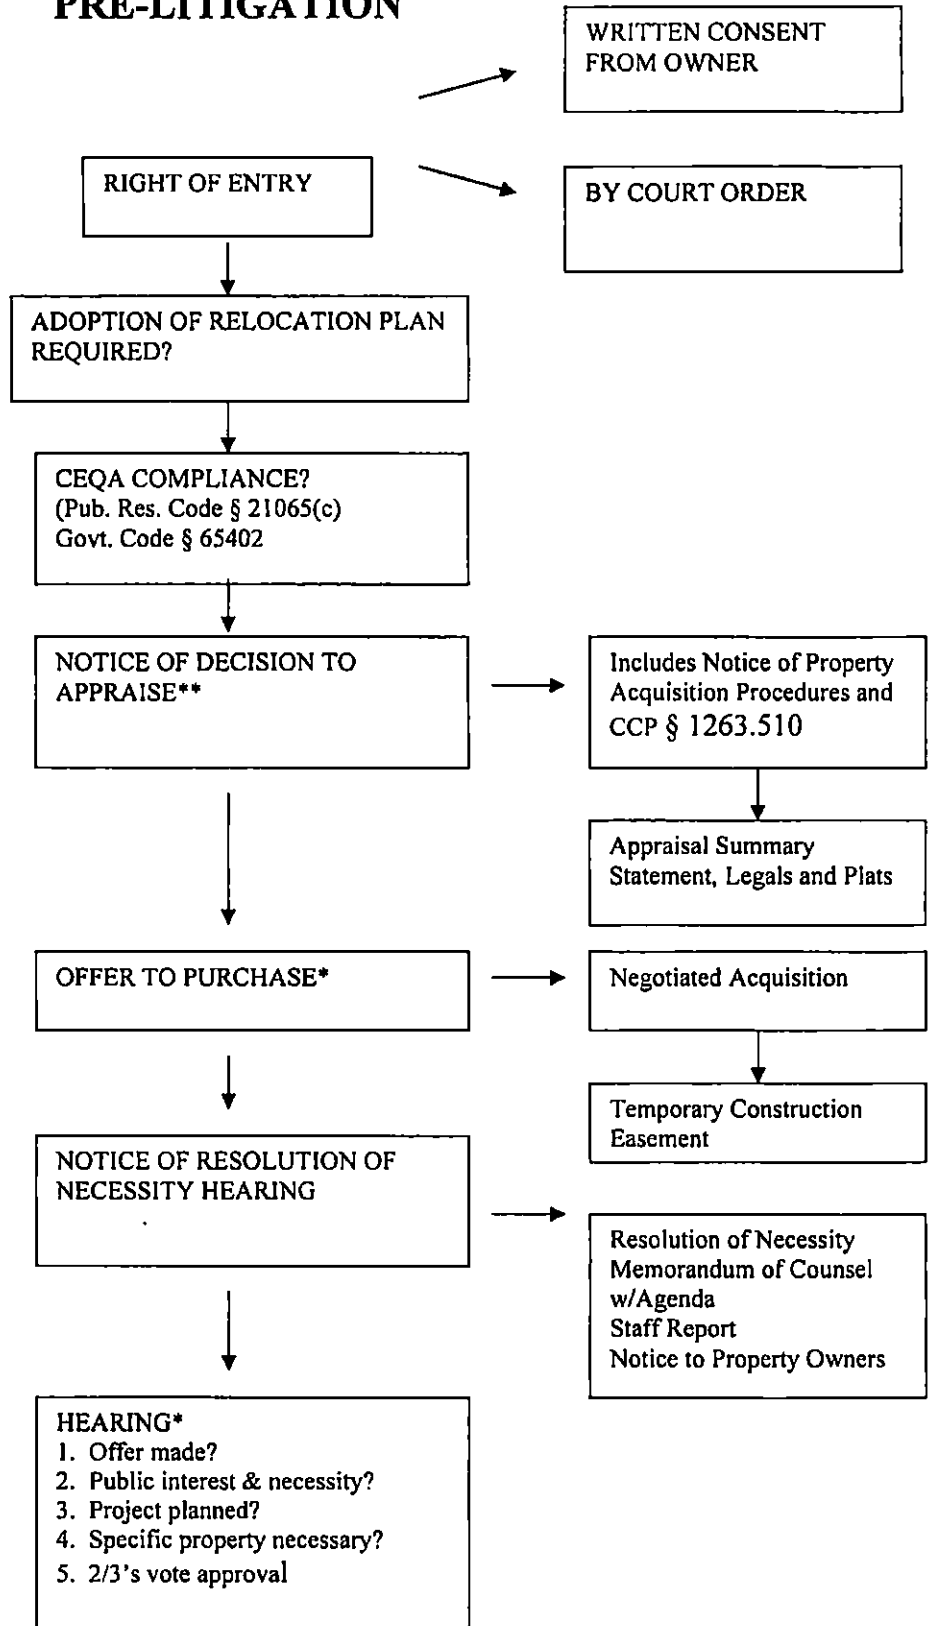 PRE-LITIGATION
WRITTEN CONSENT
FROM OWNER
RIGHT OF ENTRY
BY COURT ORDER
ADOPTION OF RELOCATION PLAN
REQUIRED?
CEQA COMPLIANCE?
(Pub. Res. Code § 21065(c)
Govt. Code § 65402
NOTICE OF DECISION TO
APPRAISE**
Includes Notice of Property
Acquisition Procedures and
CCP § 1263.510
Appraisal Summary
Statement, Legals and Plats
OFFER TO PURCHASE*
Negotiated Acquisition
Temporary Construction
Easement
NOTICE OF RESOLUTION OF
NECESSITY HEARING
Resolution of Necessity
Memorandum of Counsel
w/Agenda
Staff Report
Notice to Property Owners
HEARING*
1. Offer made?
2. Public interest & necessity?
3. Project planned?
4. Specific property necessary?
5. 2/3's vote approval